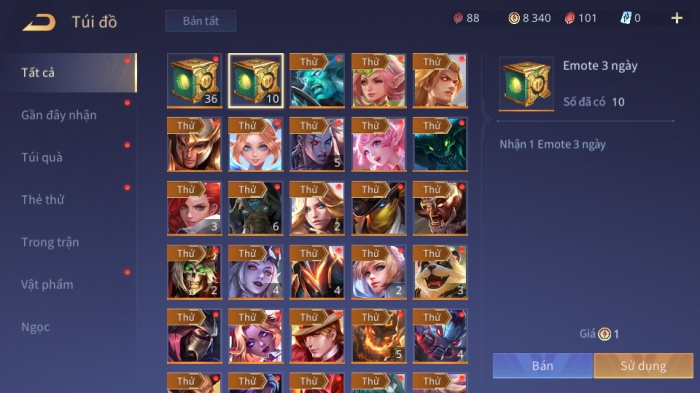 Túi đồ
Bán tất
88
8 340
101
0
Tất cả
Gần đây nhận
Túi quà
Thẻ thử
Trong trận
Vật phẩm
Ngọc
36
10
Thử
Thử
Thử
Thử
Thử
Thử
5
Thử
Thử
Thử
3
Thử
6
Thử
2
Thử
Thử
Thử
2
Thử
4
Thử
4
Thử
2
Thử
3
Thử
Thử
Thử
Thử
5
Thử
4
Thử
Thử
Thử
Thử
Thử
Emote 3 ngày
Số đã có 10
Nhận 1 Emote 3 ngày
Giá 1
Bán
Sử dụng